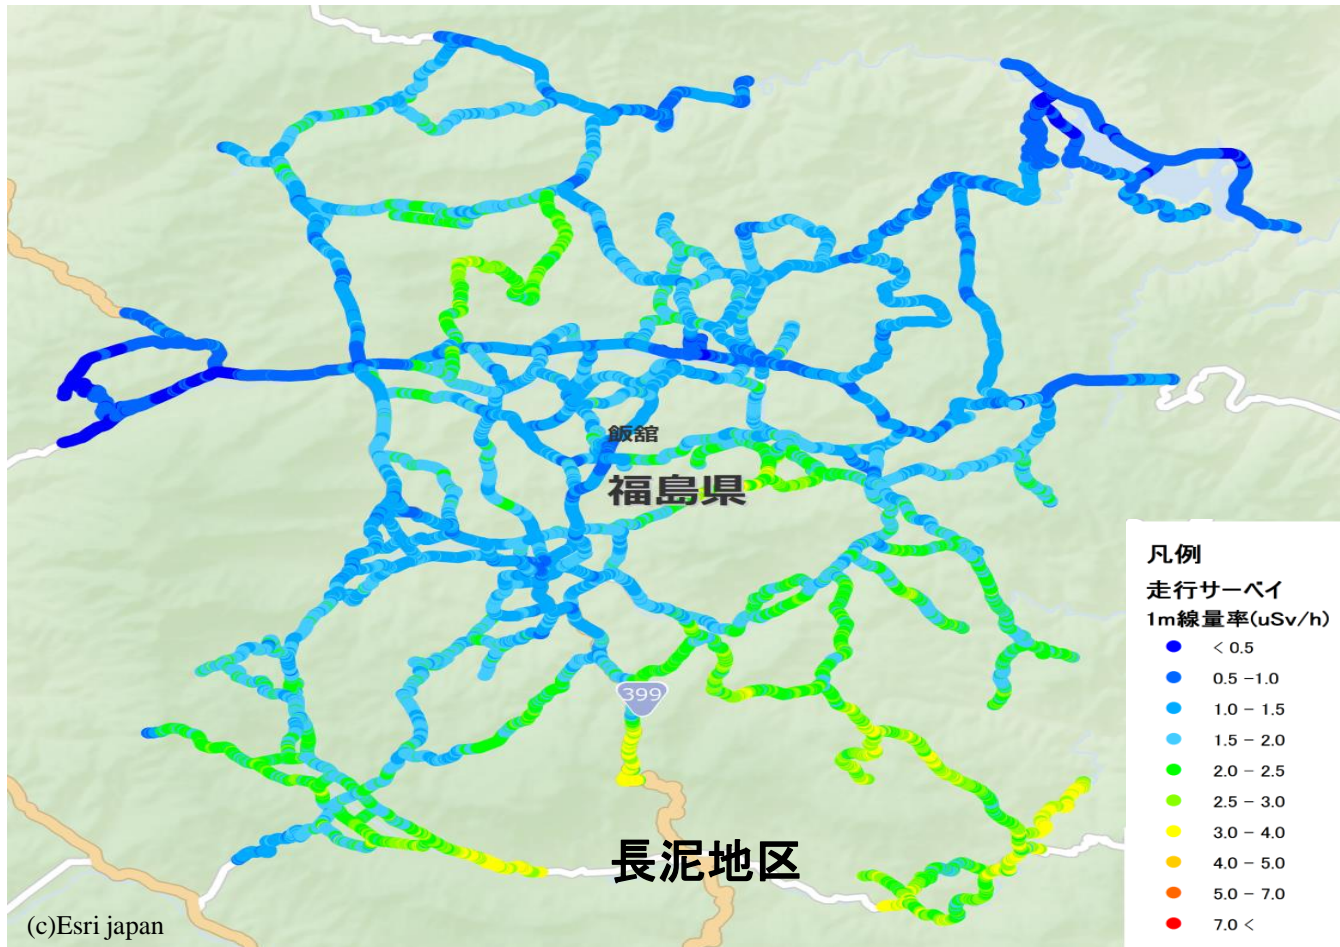 飯舘
福島県
399
長泥地区
凡例
走行サーベイ
1m線量率(uSv/h)
< 0.5
0.5 -1.0
1.0 - 1.5
1.5 - 2.0
2.0 - 2.5
2.5 - 3.0
3.0 - 4.0
4.0 - 5.0
5.0 - 7.0
7.0 <
(c)Esri japan